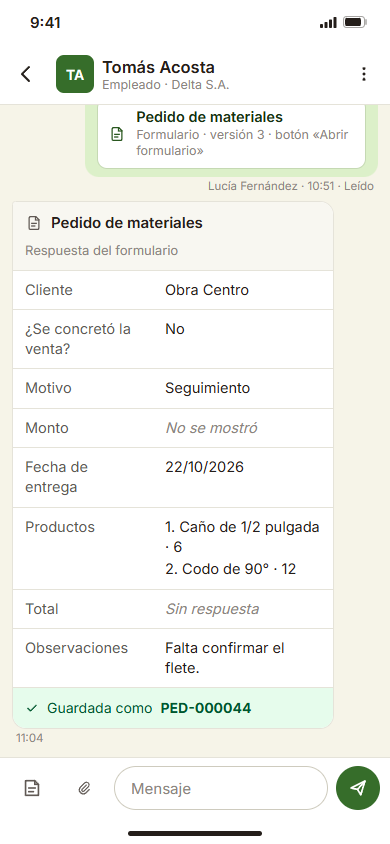 9:41
TA
Tomás Acosta
Empleado · Delta S.A.
Pedido de materiales
Formulario · versión 3 · botón «Abrir
formulario»
Lucía Fernández · 10:51 · Leído
Pedido de materiales
Respuesta del formulario
Cliente
Obra Centro
¿Se concretó la
venta?
No
Motivo
Seguimiento
Monto
No se mostró
Fecha de
entrega
22/10/2026
Productos
1. Caño de 1/2 pulgada
· 6
2. Codo de 90° · 12
Total
Sin respuesta
Observaciones
Falta confirmar el
flete.
Guardada como PED-000044
11:04
Mensaje